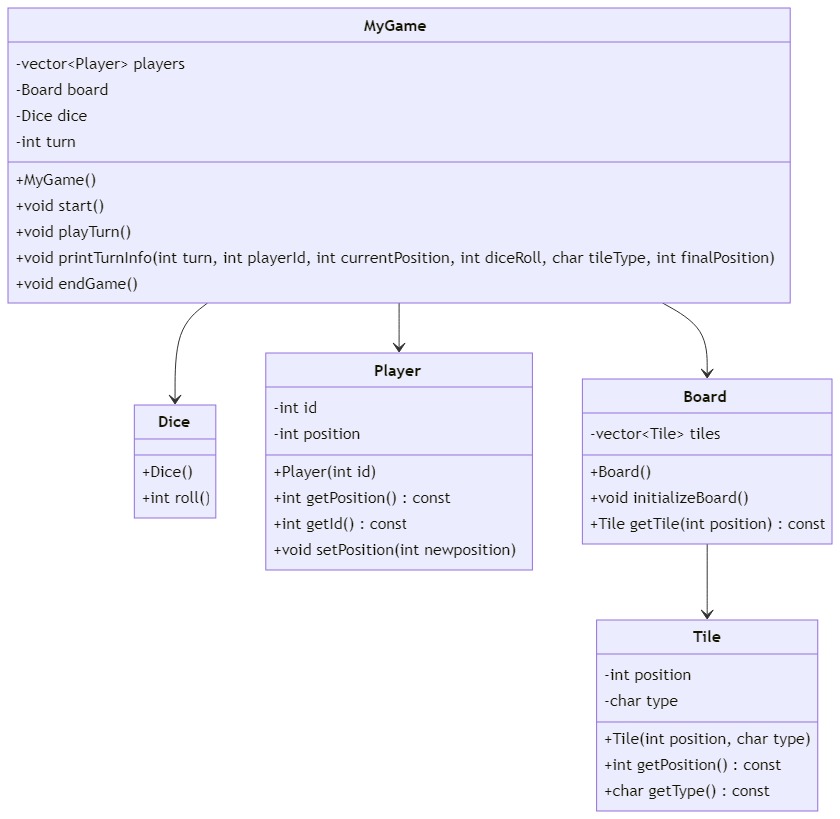 MyGame
-vector<Player> players
-Board board
-Dice dice
-int turn
+MyGame()
+void start()
+void playTurn()
+void printTurnInfo(int turn, int playerId, int currentPosition, int diceRoll, char tileType, int finalPosition)
+void endGame()
Dice
+Dice()
+int roll()
Player
-int id
-int position
+Player(int id)
+int getPosition() : const
+int getId() : const
+void setPosition(int newposition)
Board
-vector<Tile> tiles
+Board()
+void initializeBoard()
+Tile getTile(int position) : const
Tile
-int position
-char type
+Tile(int position, char type)
+int getPosition() : const
+char getType() : const